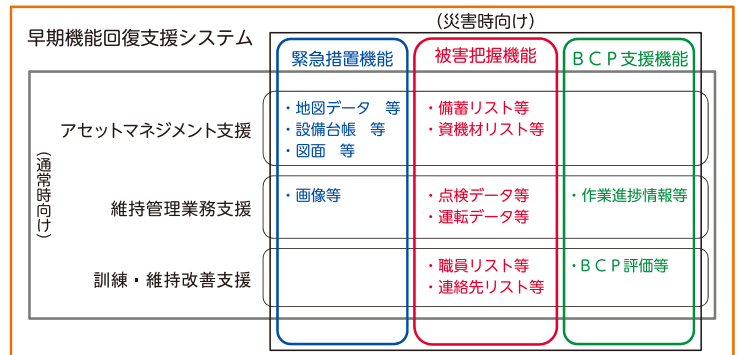 (災害時向け)
早期機能回復支援システム
緊急措置機能
被害把握機能
BCP支援機能
(通常時向け)
アセットマネジメント支援
・地図データ 等
・設備台帳 等
・図面 等
・備蓄リスト等
・資機材リスト等
維持管理業務支援
・画像等
・点検データ等
・運転データ等
・作業進捗情報等
訓練・維持改善支援
・職員リスト等
・連絡先リスト等
・BCP評価等